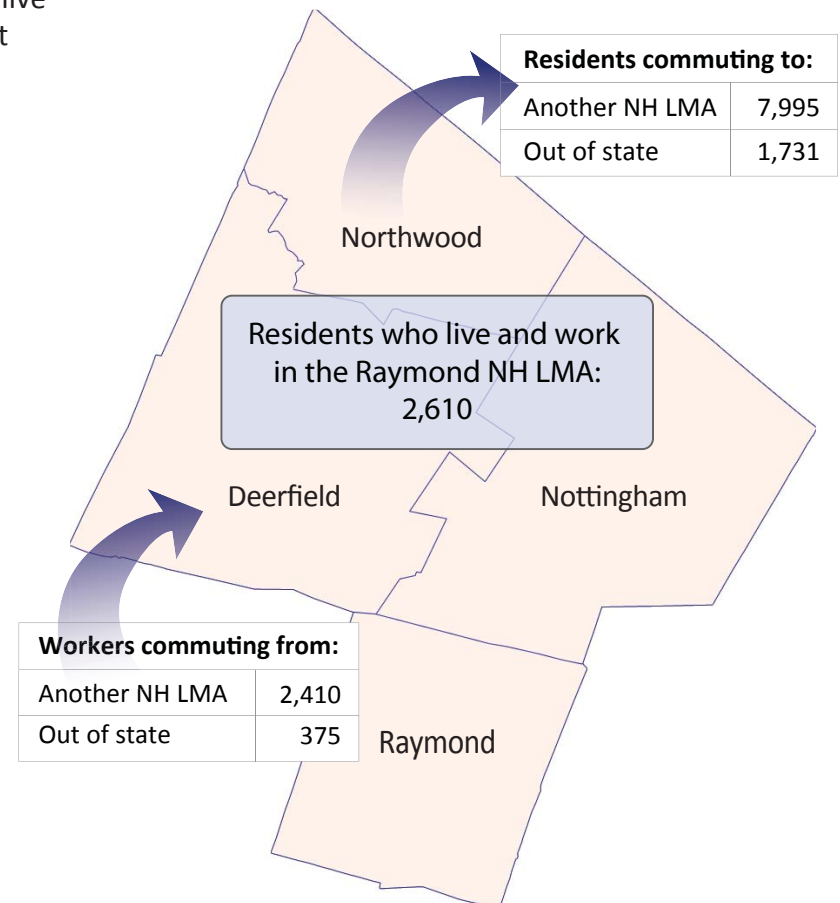 live
t
Residents commuting to:
Another NH LMA 7,995
Out of state 1,731
Northwood
Residents who live and work
in the Raymond NH LMA:
2,610
Deerfield
Nottingham
Workers commuting from:
Another NH LMA 2,410
Out of state 375
Raymond